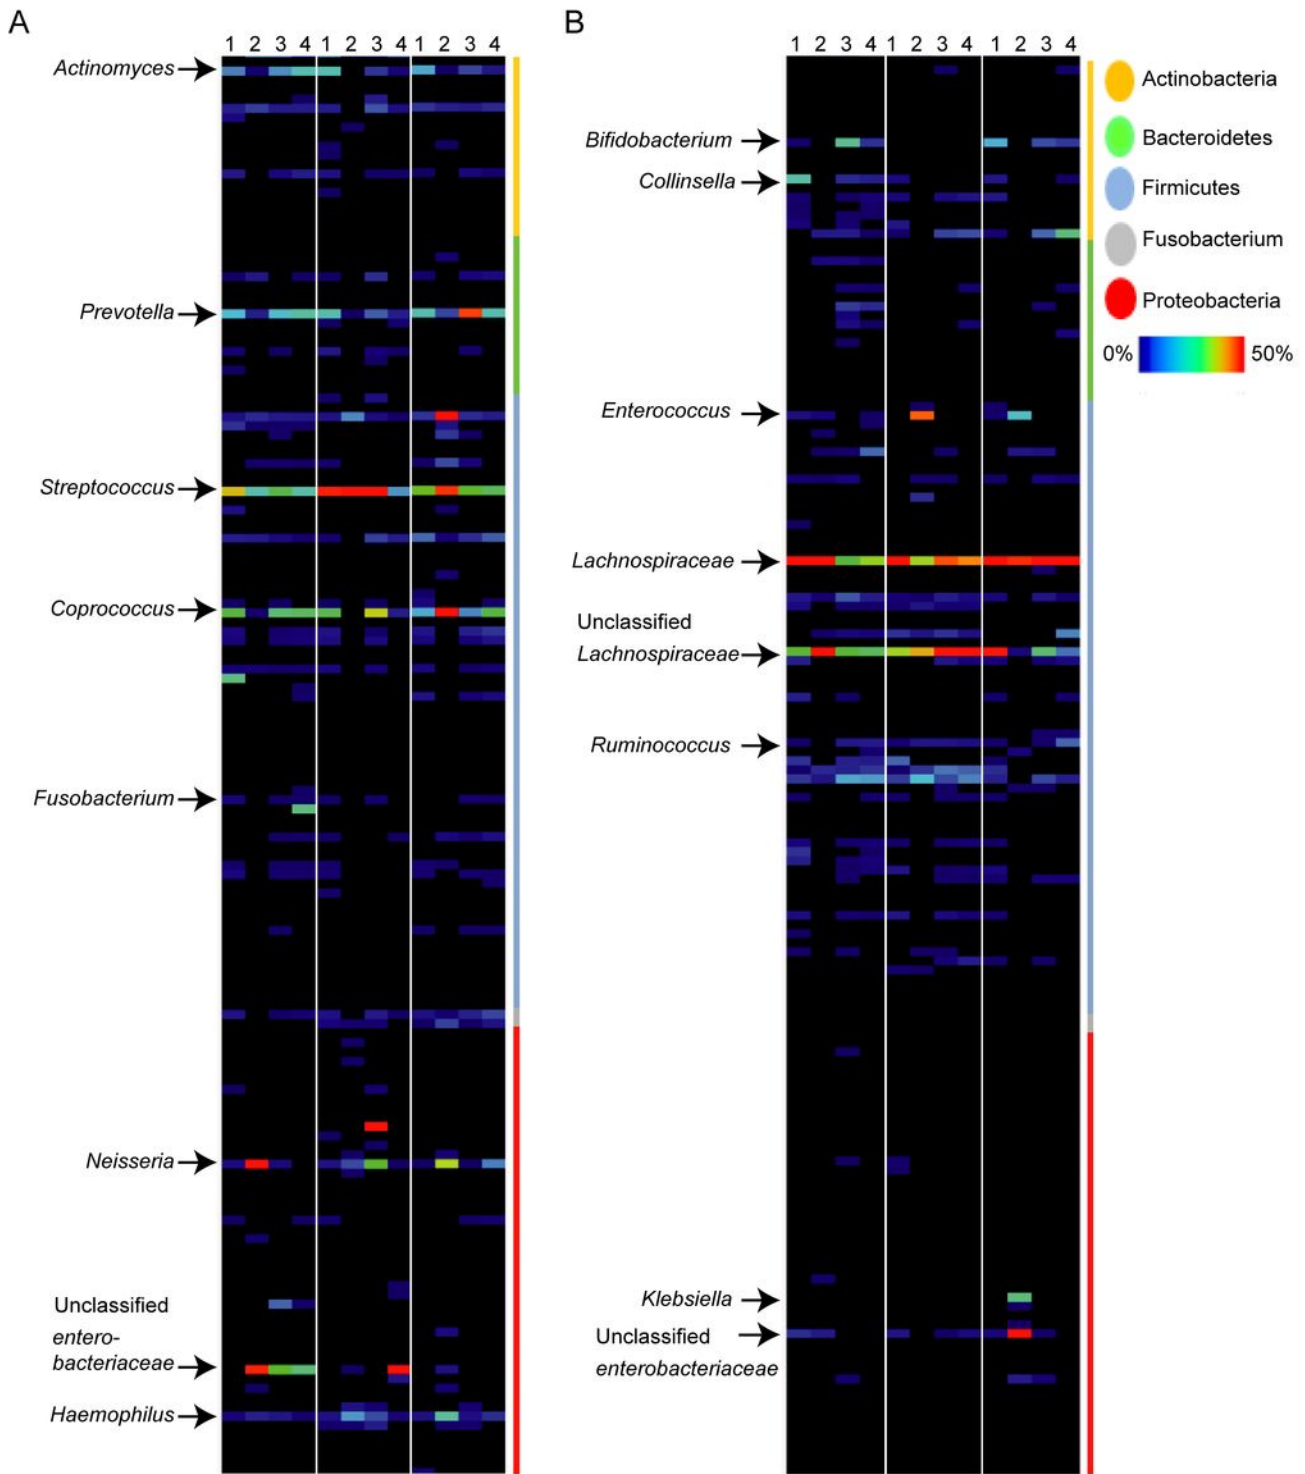 A
1 2 3 4 1 2 3 4 1 2 3 4
Actinomyces
Prevotella
Streptococcus
Coprococcus
Fusobacterium
Neisseria
Unclassified
entero-
bacteriaceae
Haemophilus
B
1 2 3 4 1 2 3 4 1 2 3 4
Bifidobacterium
Collinsella
Enterococcus
Lachnospiraceae
Unclassified
Lachnospiraceae
Ruminococcus
Klebsiella
Unclassified
enterobacteriaceae
Actinobacteria
Bacteroidetes
Firmicutes
Fusobacterium
Proteobacteria
0% 50%